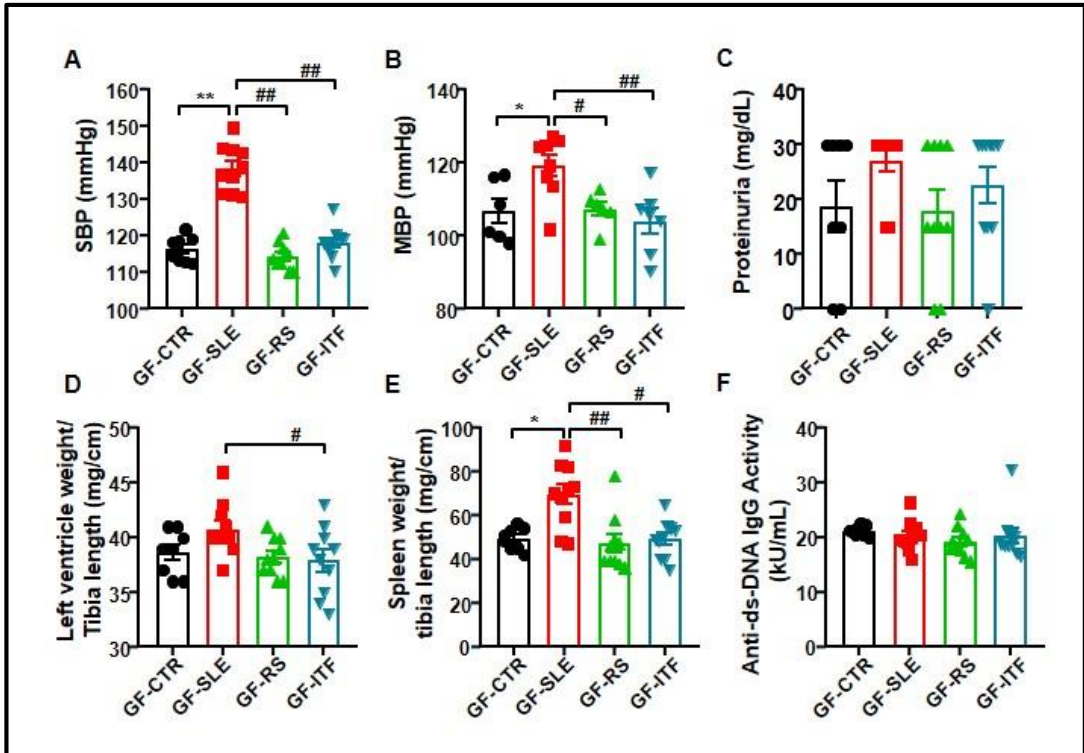 A
SBP (mmHg)
160
150
140
130
120
110
100
**
##
##
GF-CTR
GF-SLE
GF-RS
GF-ITF
B
MBP (mmHg)
140
120
100
80
*
#
##
GF-CTR
GF-SLE
GF-RS
GF-ITF
C
Proteinuria (mg/dL)
40
30
20
10
0
GF-CTR
GF-SLE
GF-RS
GF-ITF
D
Left ventricle weight/
Tibia length (mg/cm)
50
45
40
35
30
#
GF-CTR
GF-SLE
GF-RS
GF-ITF
E
Spleen weight/
tibia length (mg/cm)
100
80
60
40
20
0
*
##
#
GF-CTR
GF-SLE
GF-RS
GF-ITF
F
Anti-ds-DNA IgG Activity
(kU/mL)
40
30
20
10
0
GF-CTR
GF-SLE
GF-RS
GF-ITF